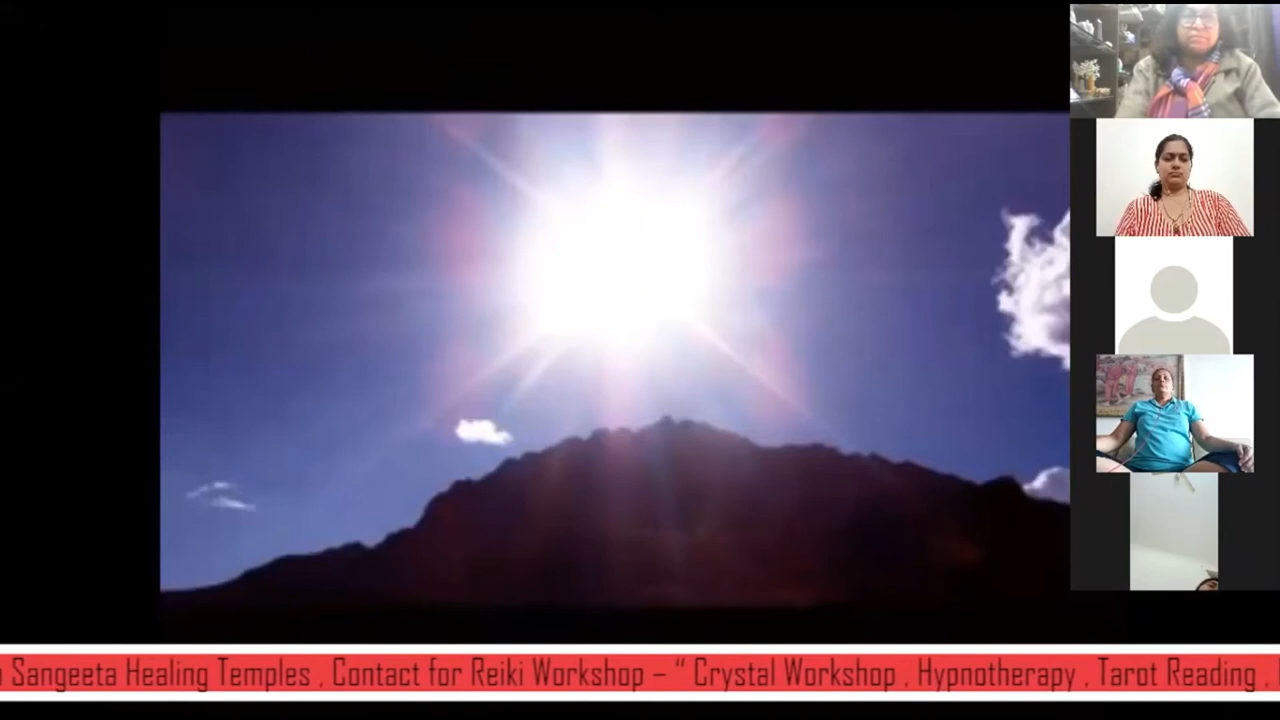 Sangeeta Healing Temples , Contact for Reiki Workshop – “ Crystal Workshop , Hypnotherapy , Tarot Reading ,